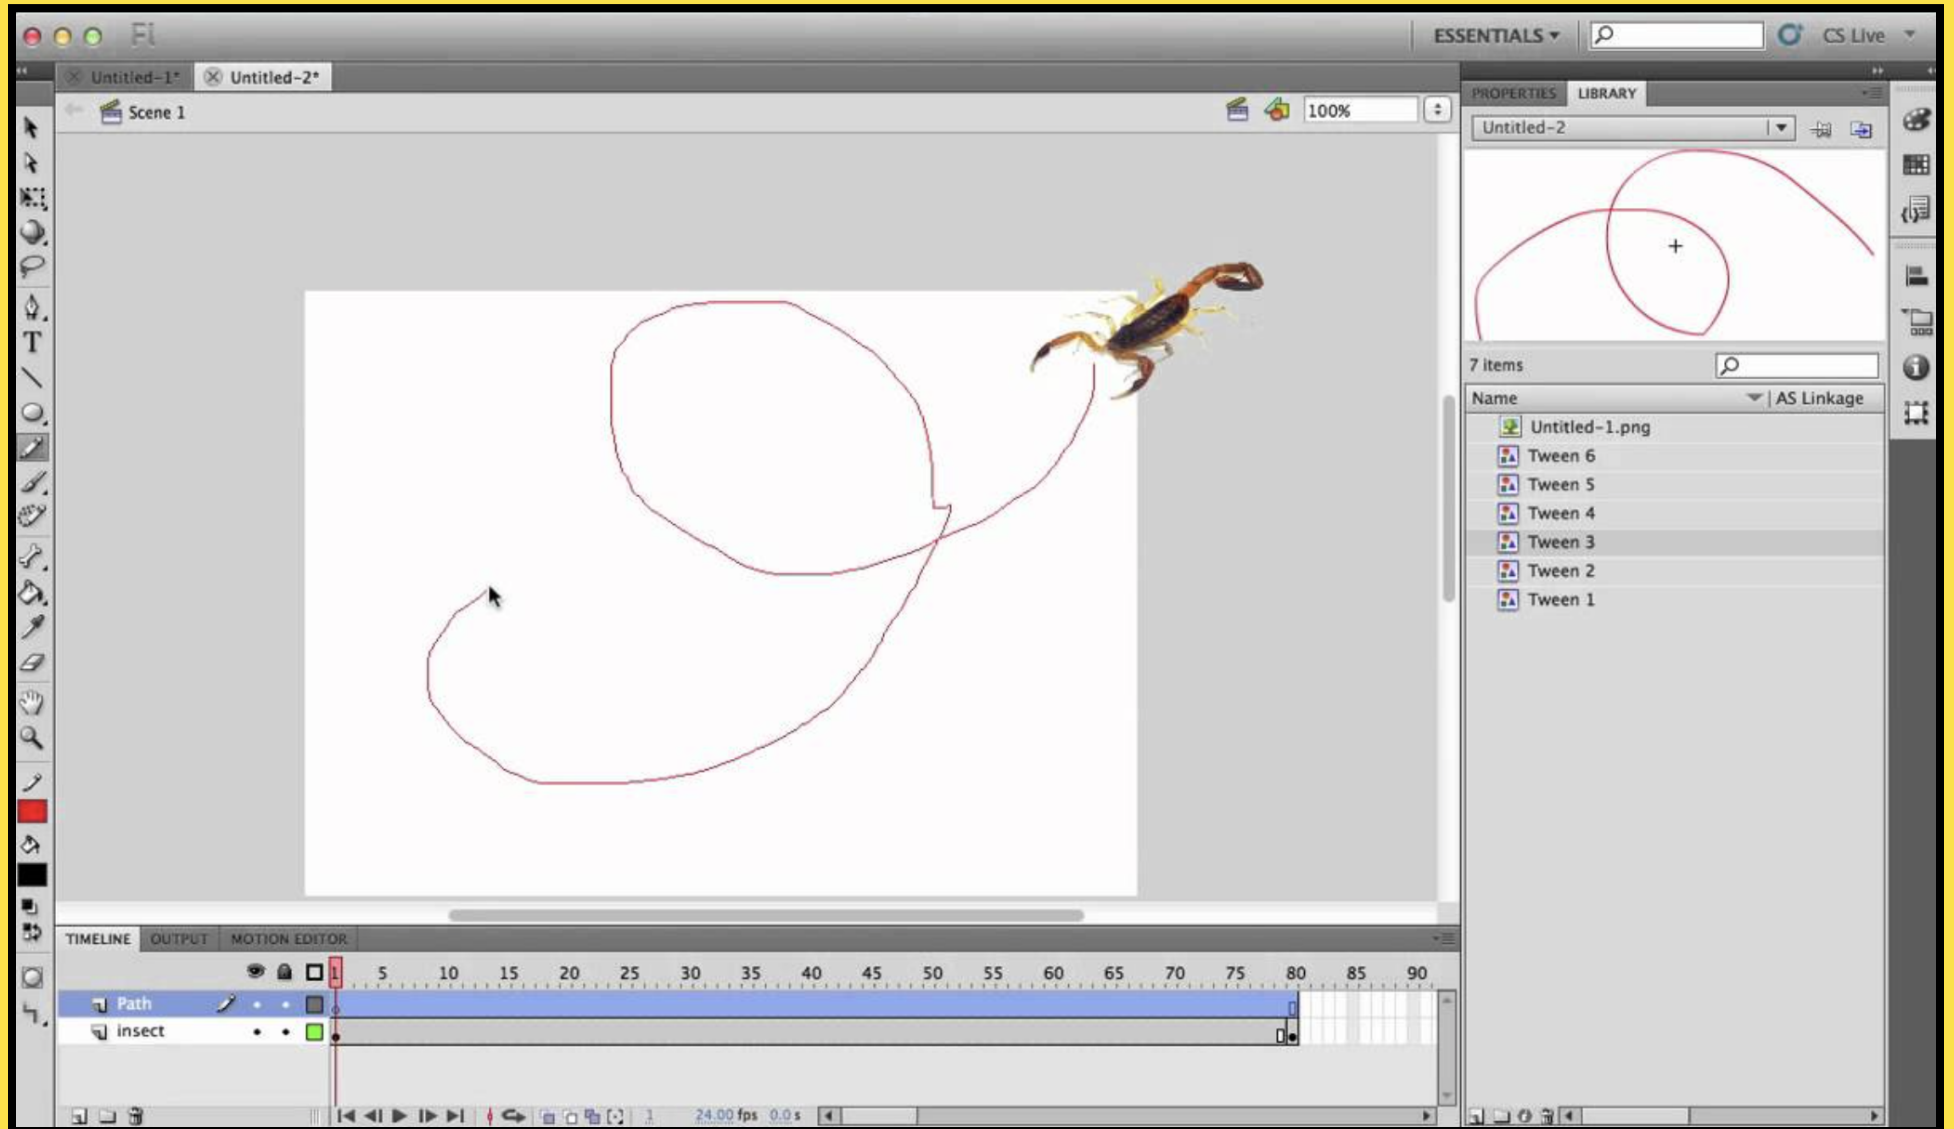 Fl
ESSENTIALS
CS Live
Untitled-1*
Untitled-2*
Scene 1
100%
PROPERTIES LIBRARY
Untitled-2
7 items
Name AS Linkage
Untitled-1.png
Tween 6
Tween 5
Tween 4
Tween 3
Tween 2
Tween 1
T
TIMELINE OUTPUT MOTION EDITOR
1 5 10 15 20 25 30 35 40 45 50 55 60 65 70 75 80 85 90
Path
insect
1 24.00 fps 0.0 s